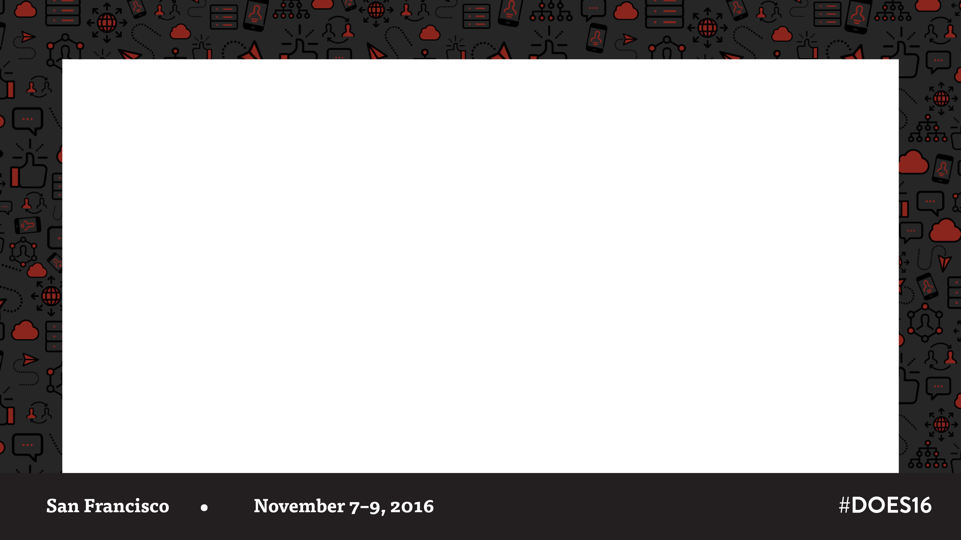 San Francisco • November 7–9, 2016 #DOES16